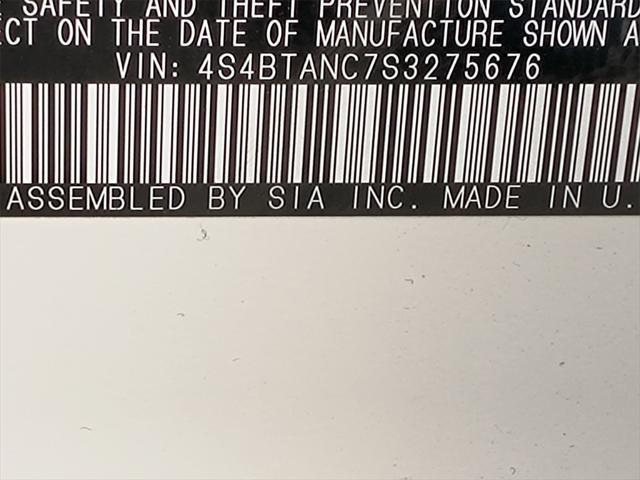 SAFETY AND THEFT PREVENTION STANDARD
ECT ON THE DATE OF MANUFACTURE SHOWN A
VIN: 4S4BTANC7S3275676
ASSEMBLED BY SIA INC. MADE IN U.